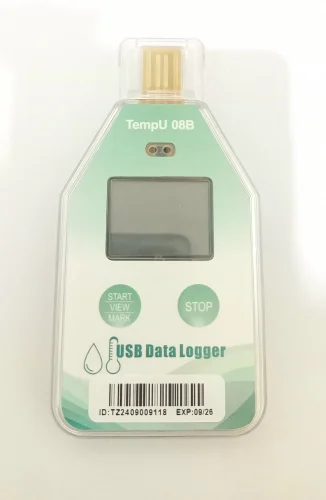 TempU 08B
START
VIEW
MARK
STOP
USB Data Logger
ID:TZ2409009118 EXP:09/26